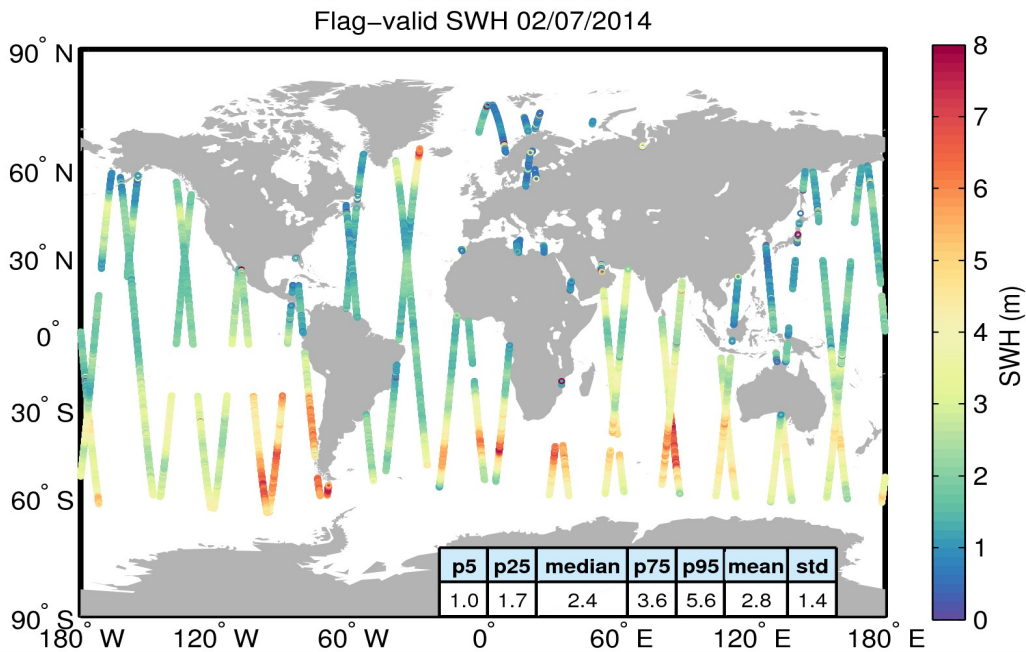 Flag−valid SWH 02/07/2014
90° N
60° N
30° N
0°
30° S
60° S
90° S
180° W
120° W
60° W
0°
60° E
120° E
180° E
p5 p25 median p75 p95 mean std
1.0 1.7 2.4 3.6 5.6 2.8 1.4
8
7
6
5
4
3
2
1
0
SWH (m)